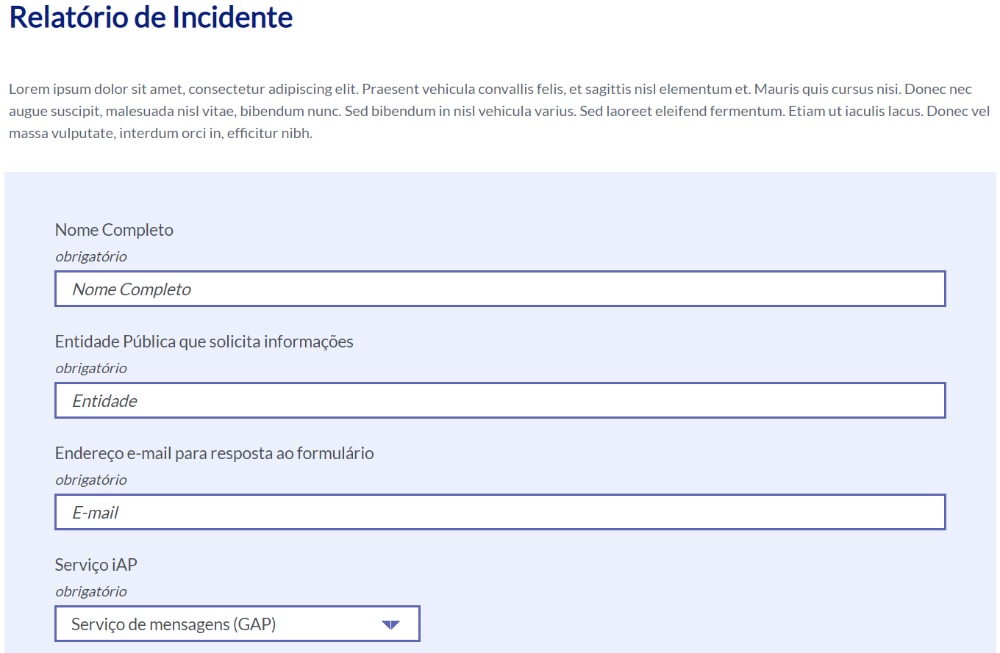 Relatório de Incidente
Lorem ipsum dolor sit amet, consectetur adipiscing elit. Praesent vehicula convallis felis, et sagittis nisl elementum et. Mauris quis cursus nisi. Donec nec
augue suscipit, malesuada nisl vitae, bibendum nunc. Sed bibendum in nisl vehicula varius. Sed laoreet eleifend fermentum. Etiam ut iaculis lacus. Donec vel
massa vulputate, interdum orci in, efficitur nibh.
Nome Completo
obrigatório
Nome Completo
Entidade Pública que solicita informações
obrigatório
Entidade
Endereço e-mail para resposta ao formulário
obrigatório
E-mail
Serviço iAP
obrigatório
Serviço de mensagens (GAP)